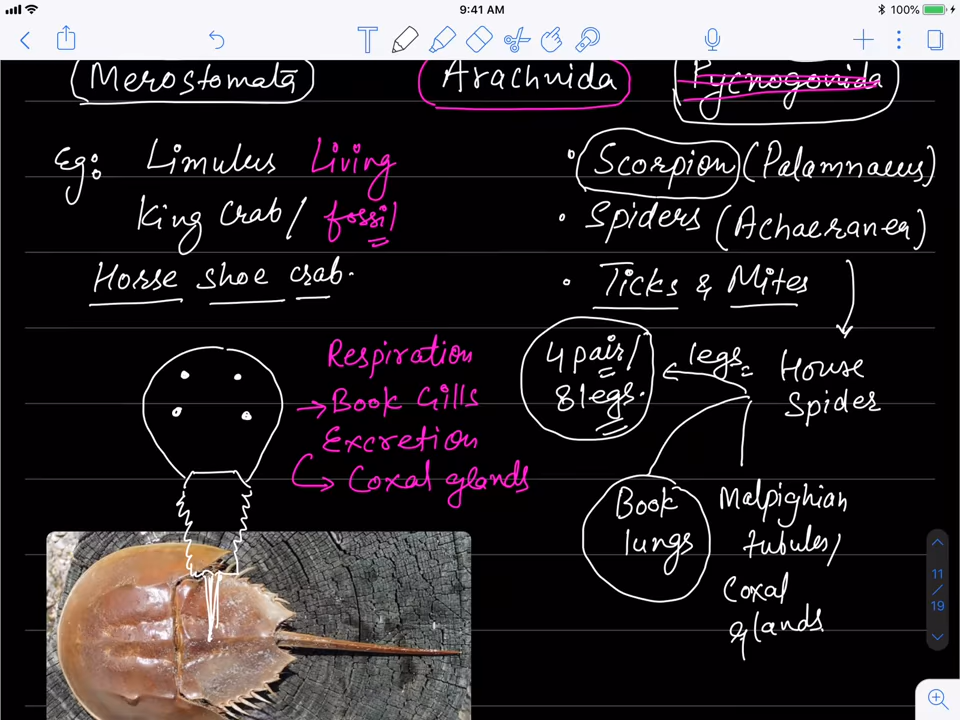 9:41 AM
100%
T
Merostomata
Arachnida
Pycnogonida
Eg: Limulus Living
King Crab/ fossil
Horse shoe crab.
• Scorpion (Palamnaeus)
• Spiders (Achaeranea)
• Ticks & Mites
4 pair/
8 legs.
legs
House
Spider
Respiration
→ Book Gills
Excretion
→ Coxal glands
Book
lungs
Malpighian
tubules/
Coxal
glands
11
/
19